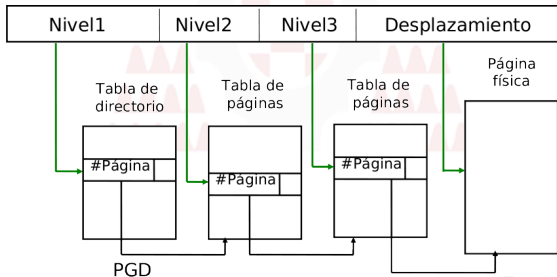 Nivel1 Nivel2 Nivel3 Desplazamiento
Tabla de
directorio
Tabla de
páginas
Tabla de
páginas
Página
física
#Página
#Página
#Página
PGD